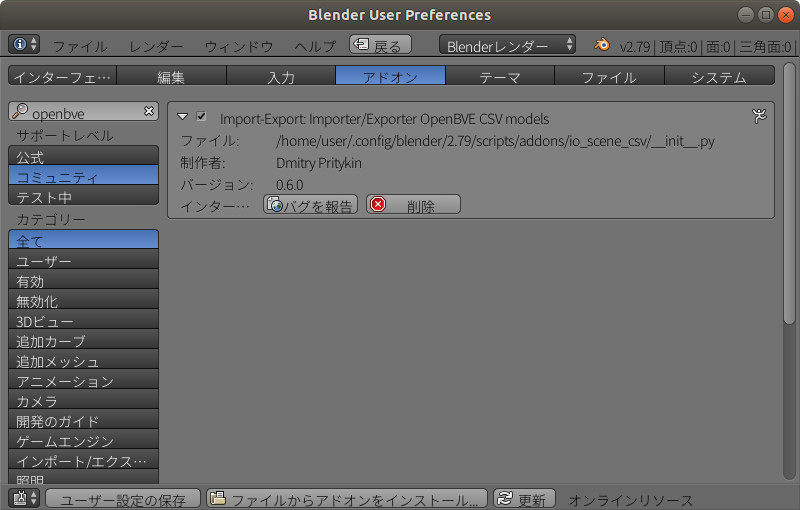 Blender User Preferences
ファイル レンダー ウィンドウ ヘルプ 戻る Blenderレンダー v2.79 | 頂点:0 | 面:0 | 三角面:0 |
インターフェ… 編集 入力 アドオン テーマ ファイル システム
openbve
サポートレベル
公式
コミュニティ
テスト中
カテゴリー
全て
ユーザー
有効
無効化
3Dビュー
追加カーブ
追加メッシュ
アニメーション
カメラ
開発のガイド
ゲームエンジン
インポート/エクス…
照明
Import-Export: Importer/Exporter OpenBVE CSV models
ファイル: /home/user/.config/blender/2.79/scripts/addons/io_scene_csv/__init__.py
制作者: Dmitry Pritykin
バージョン: 0.6.0
インター… バグを報告 削除
ユーザー設定の保存 ファイルからアドオンをインストール... 更新 オンラインリソース